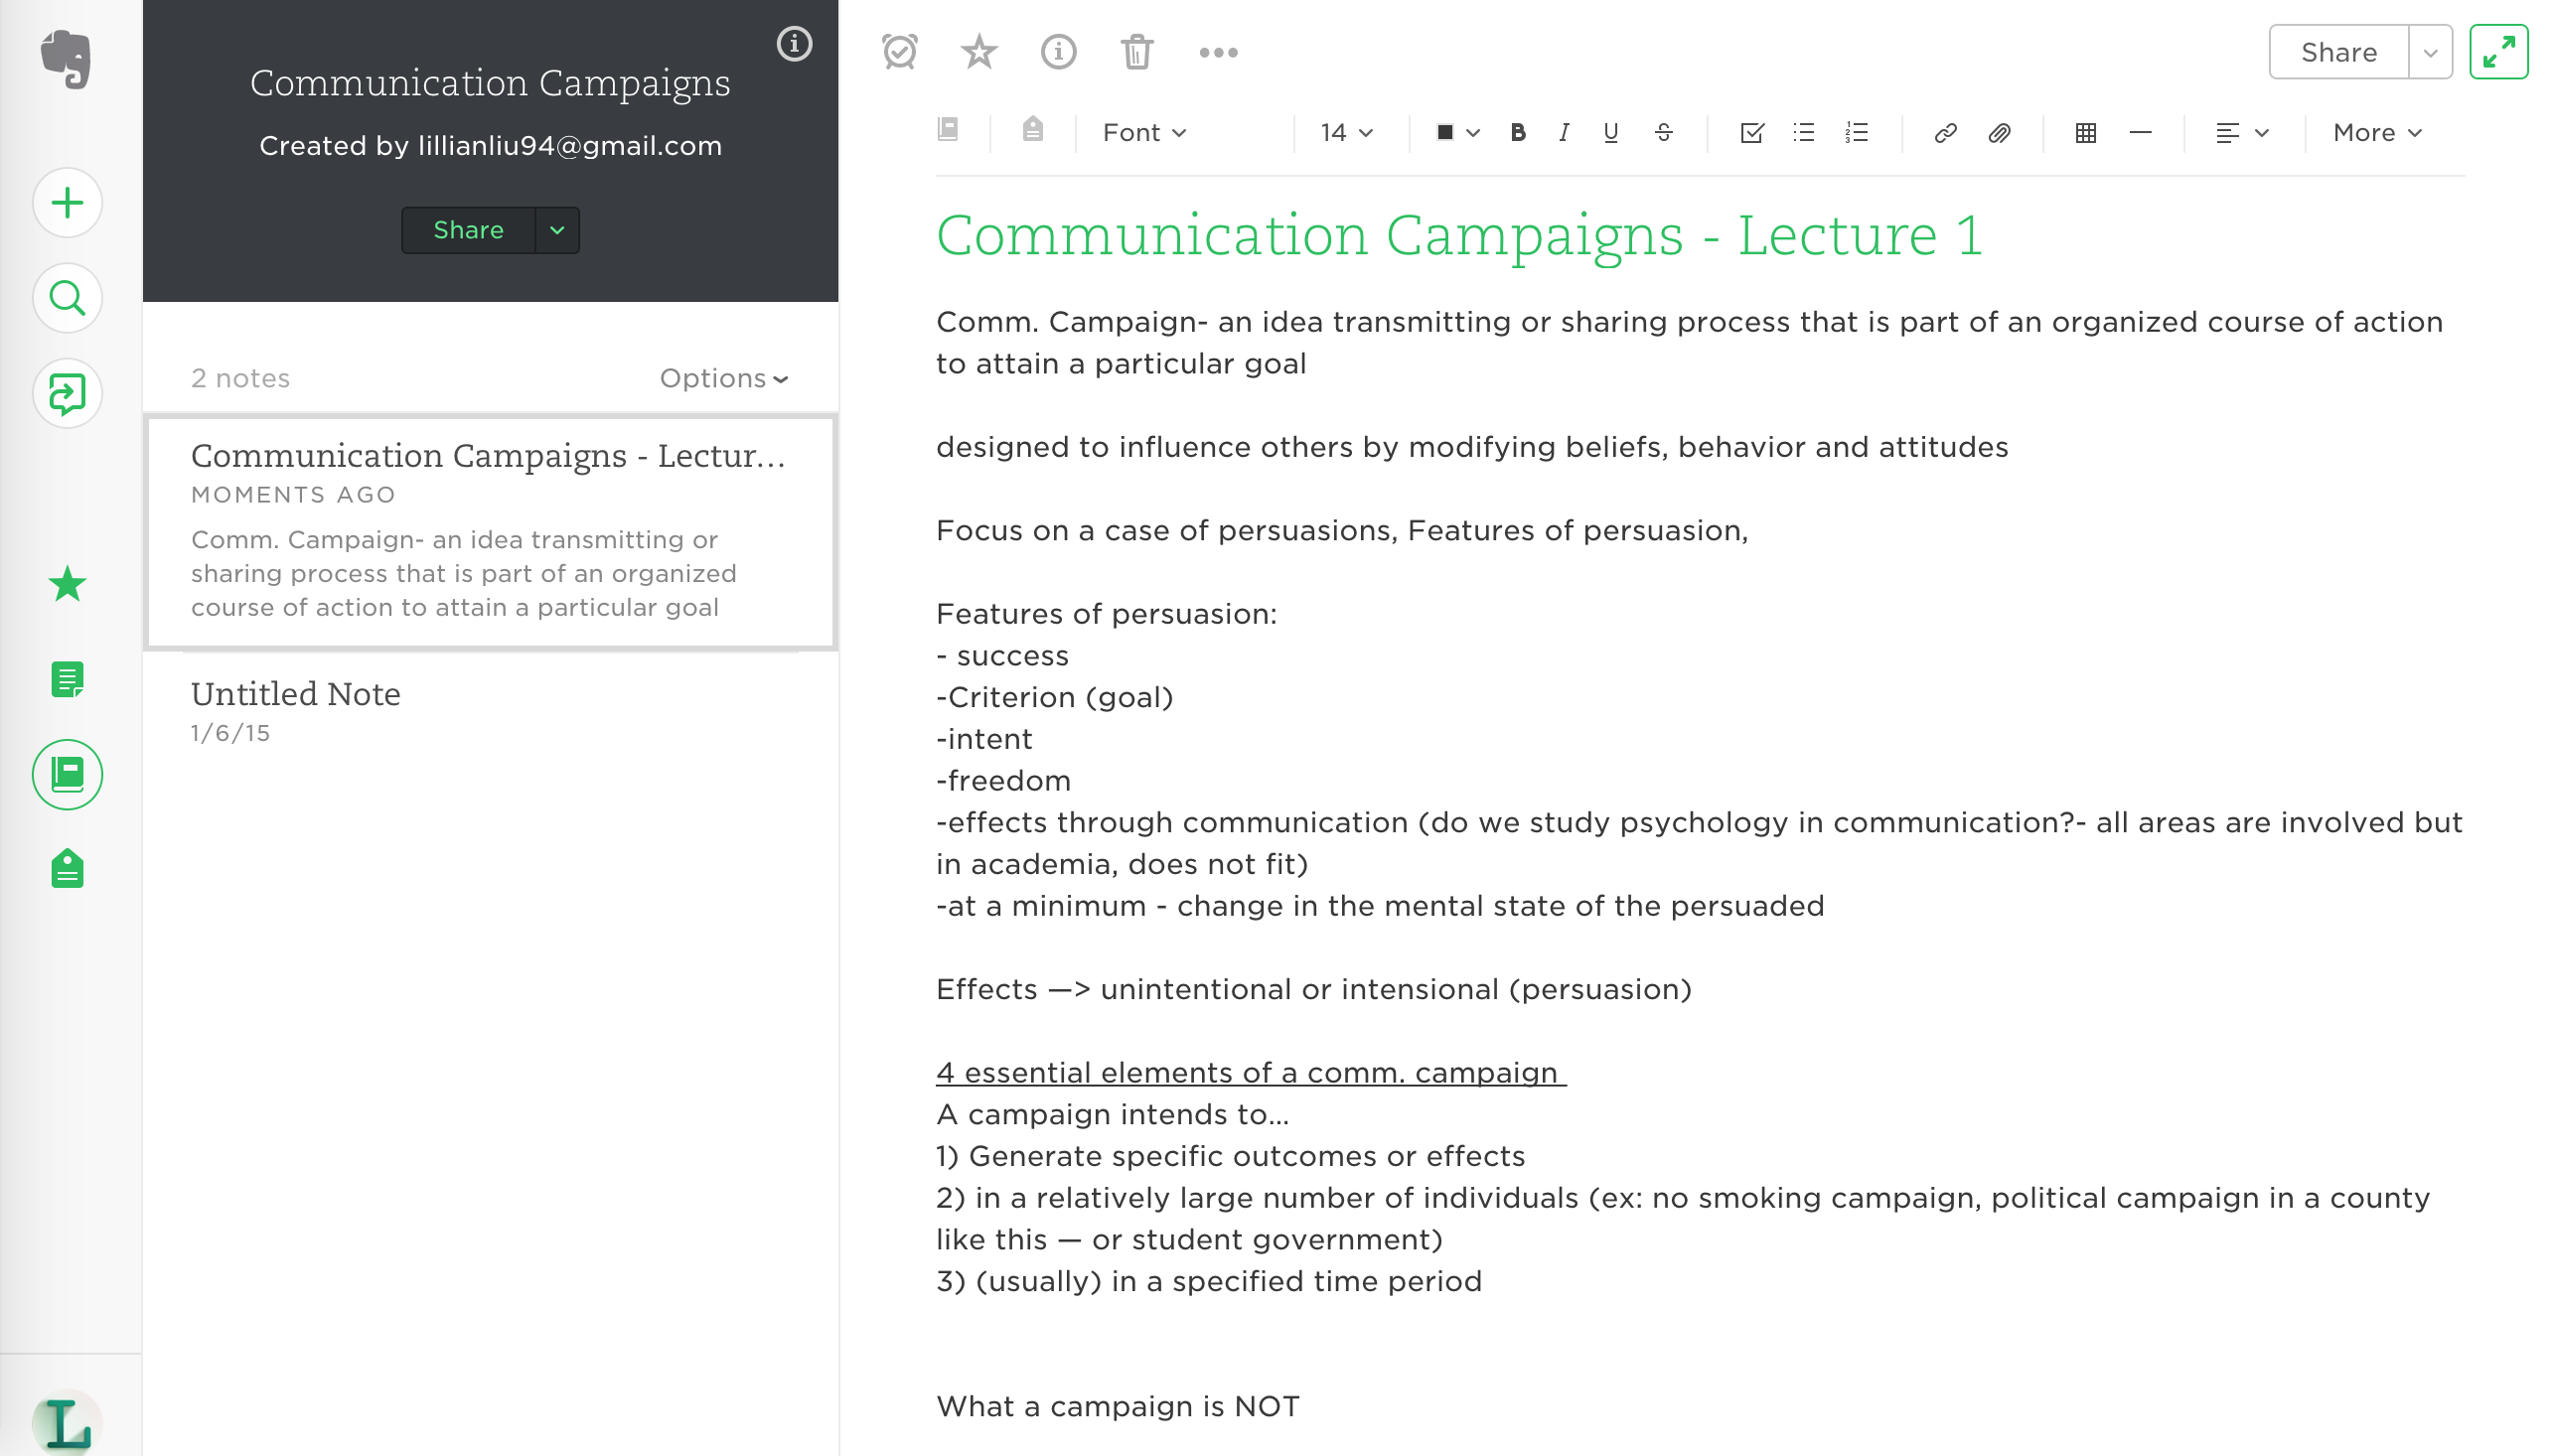 Communication Campaigns
Created by lillianliu94@gmail.com
Share
2 notes
Options
Communication Campaigns - Lectur...
MOMENTS AGO
Comm. Campaign- an idea transmitting or
sharing process that is part of an organized
course of action to attain a particular goal
Untitled Note
1/6/15
L
Share
Font
14
B
I
U
S
More
Communication Campaigns - Lecture 1
Comm. Campaign- an idea transmitting or sharing process that is part of an organized course of action
to attain a particular goal
designed to influence others by modifying beliefs, behavior and attitudes
Focus on a case of persuasions, Features of persuasion,
Features of persuasion:
- success
-Criterion (goal)
-intent
-freedom
-effects through communication (do we study psychology in communication?- all areas are involved but
in academia, does not fit)
-at a minimum - change in the mental state of the persuaded
Effects —> unintentional or intensional (persuasion)
4 essential elements of a comm. campaign
A campaign intends to...
1) Generate specific outcomes or effects
2) in a relatively large number of individuals (ex: no smoking campaign, political campaign in a county
like this — or student government)
3) (usually) in a specified time period
What a campaign is NOT